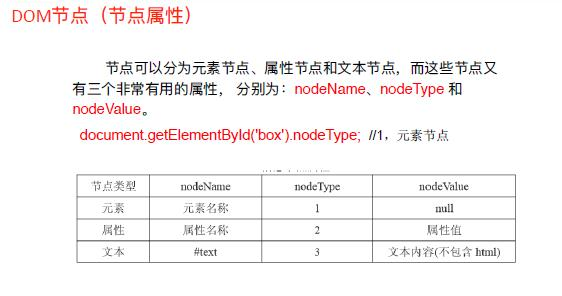 DOM节点（节点属性）
节点可以分为元素节点、属性节点和文本节点，而这些节点又
有三个非常有用的属性， 分别为：nodeName、nodeType 和
nodeValue。
document.getElementById('box').nodeType; //1，元素节点
节点类型 nodeName nodeType nodeValue
元素 元素名称 1 null
属性 属性名称 2 属性值
文本 #text 3 文本内容(不包含 html)